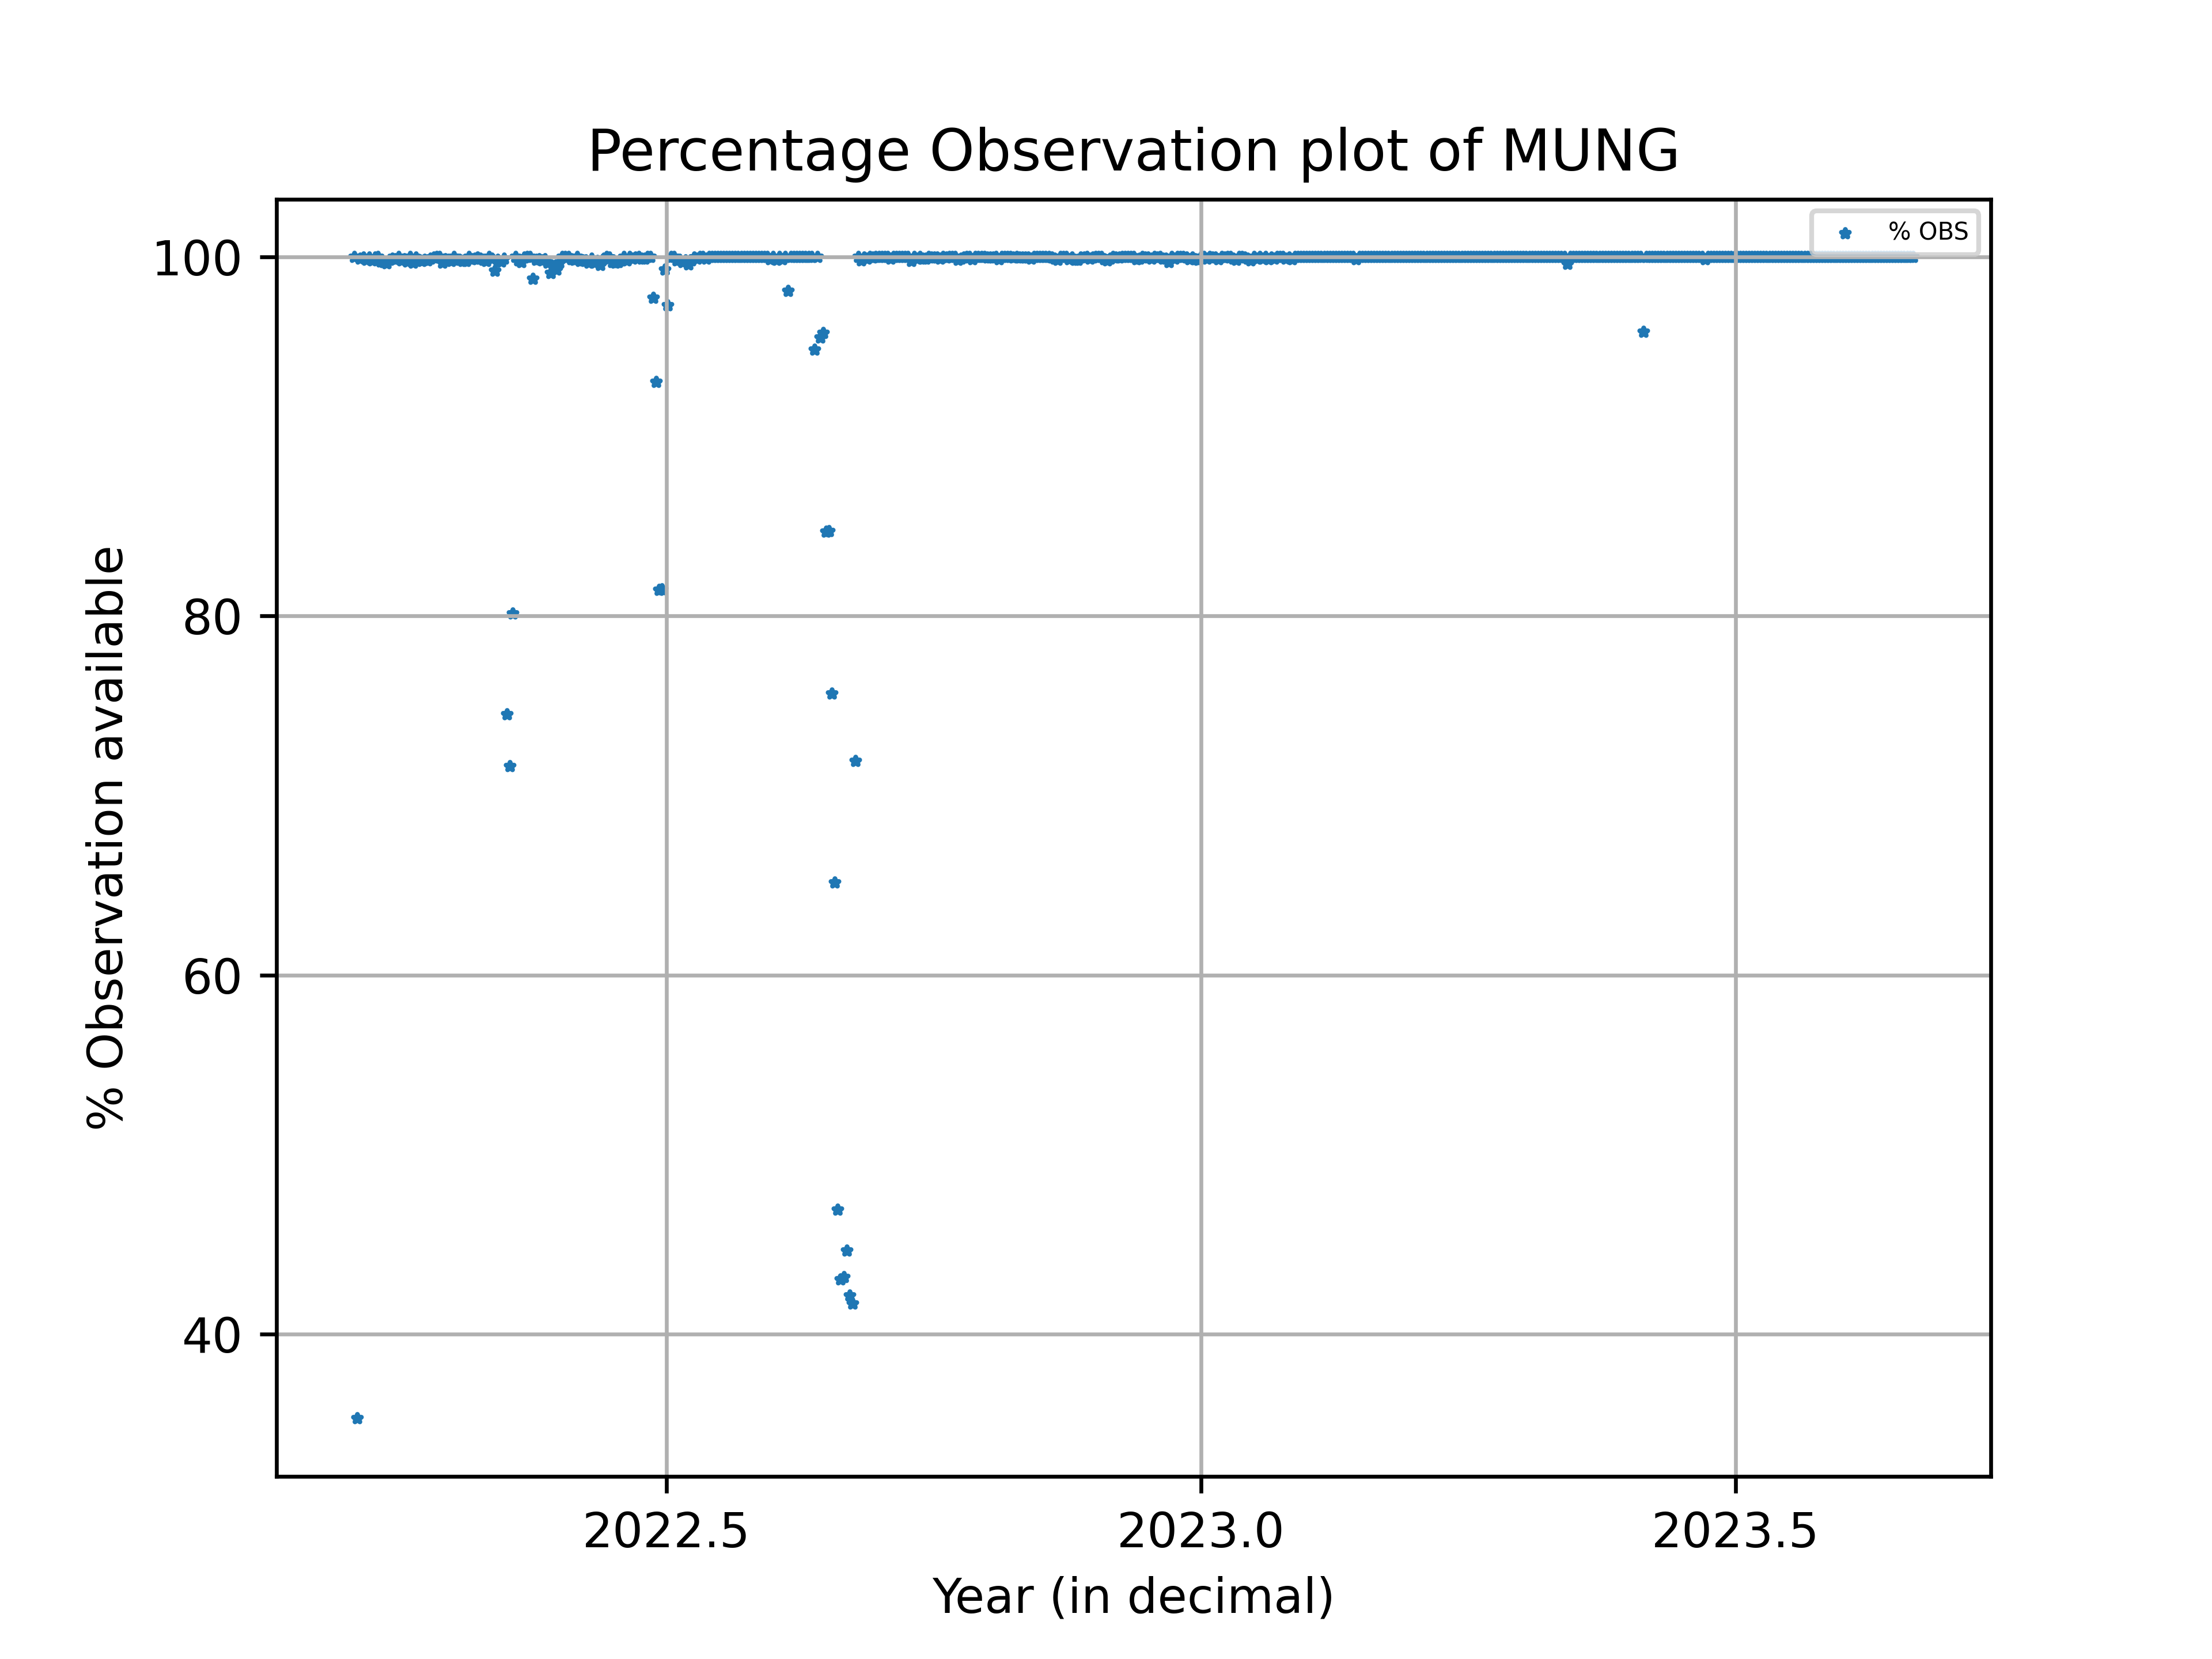 Percentage Observation plot of MUNG
% OBS
100
80
60
40
% Observation available
2022.5 2023.0 2023.5
Year (in decimal)